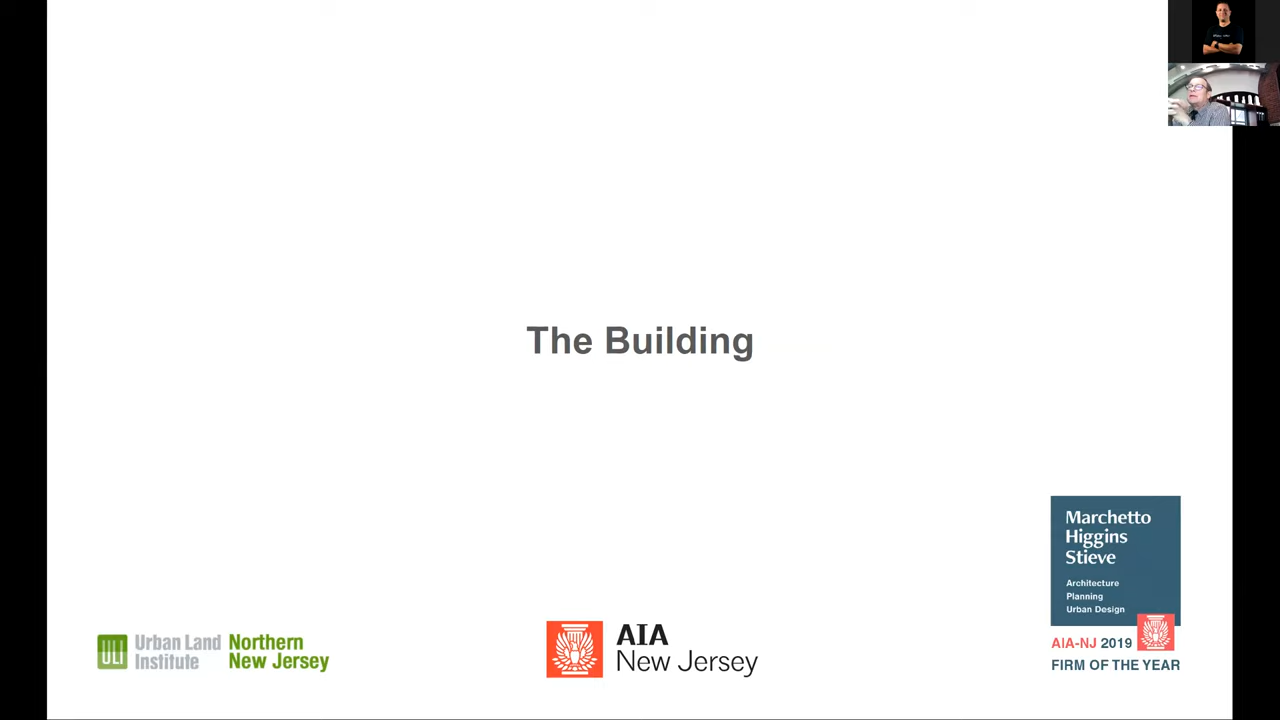 The Building
Marchetto
Higgins
Stieve
Architecture
Planning
Urban Design
AIA-NJ 2019
FIRM OF THE YEAR
ULI
Urban Land
Institute
Northern
New Jersey
AIA
New Jersey